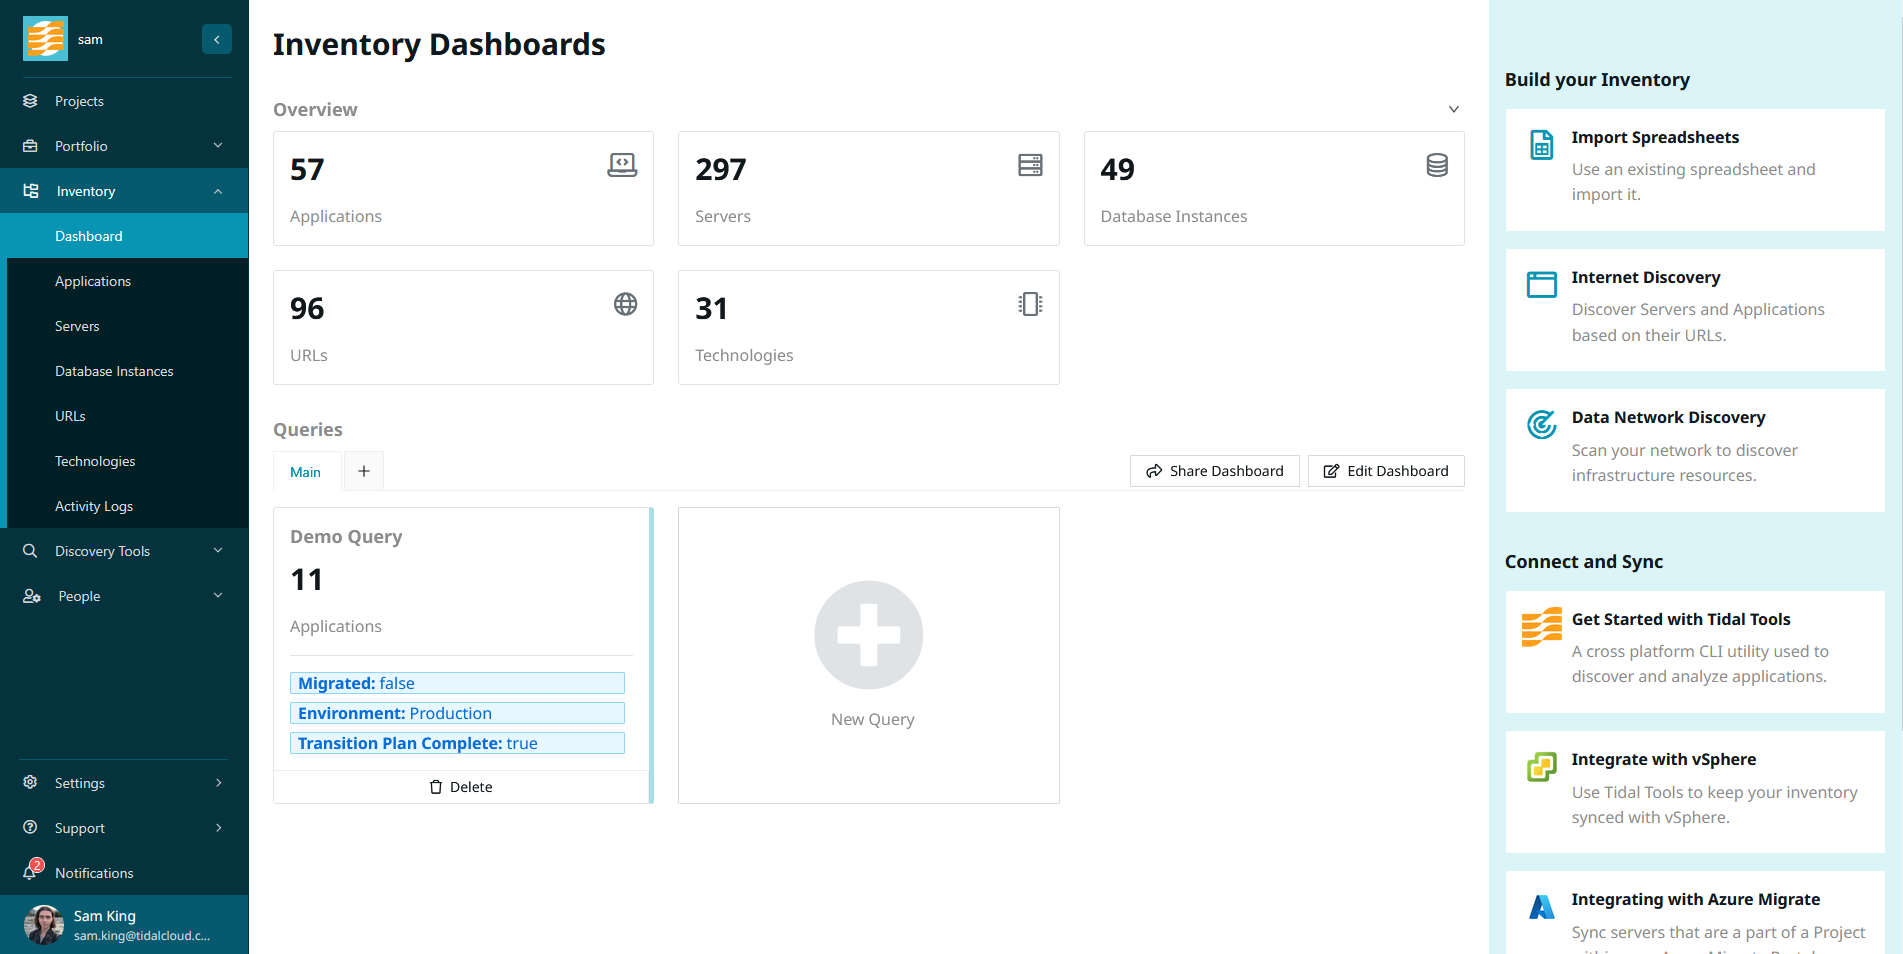 sam
Projects
Portfolio
Inventory
Dashboard
Applications
Servers
Database Instances
URLs
Technologies
Activity Logs
Discovery Tools
People
Settings
Support
2
Notifications
Sam King
sam.king@tidalcloud.c...
Inventory Dashboards
Overview
57
Applications
297
Servers
49
Database Instances
96
URLs
31
Technologies
Queries
Main
+
Share Dashboard
Edit Dashboard
Demo Query
11
Applications
Migrated: false
Environment: Production
Transition Plan Complete: true
Delete
New Query
Build your Inventory
Import Spreadsheets
Use an existing spreadsheet and
import it.
Internet Discovery
Discover Servers and Applications
based on their URLs.
Data Network Discovery
Scan your network to discover
infrastructure resources.
Connect and Sync
Get Started with Tidal Tools
A cross platform CLI utility used to
discover and analyze applications.
Integrate with vSphere
Use Tidal Tools to keep your inventory
synced with vSphere.
Integrating with Azure Migrate
Sync servers that are a part of a Project